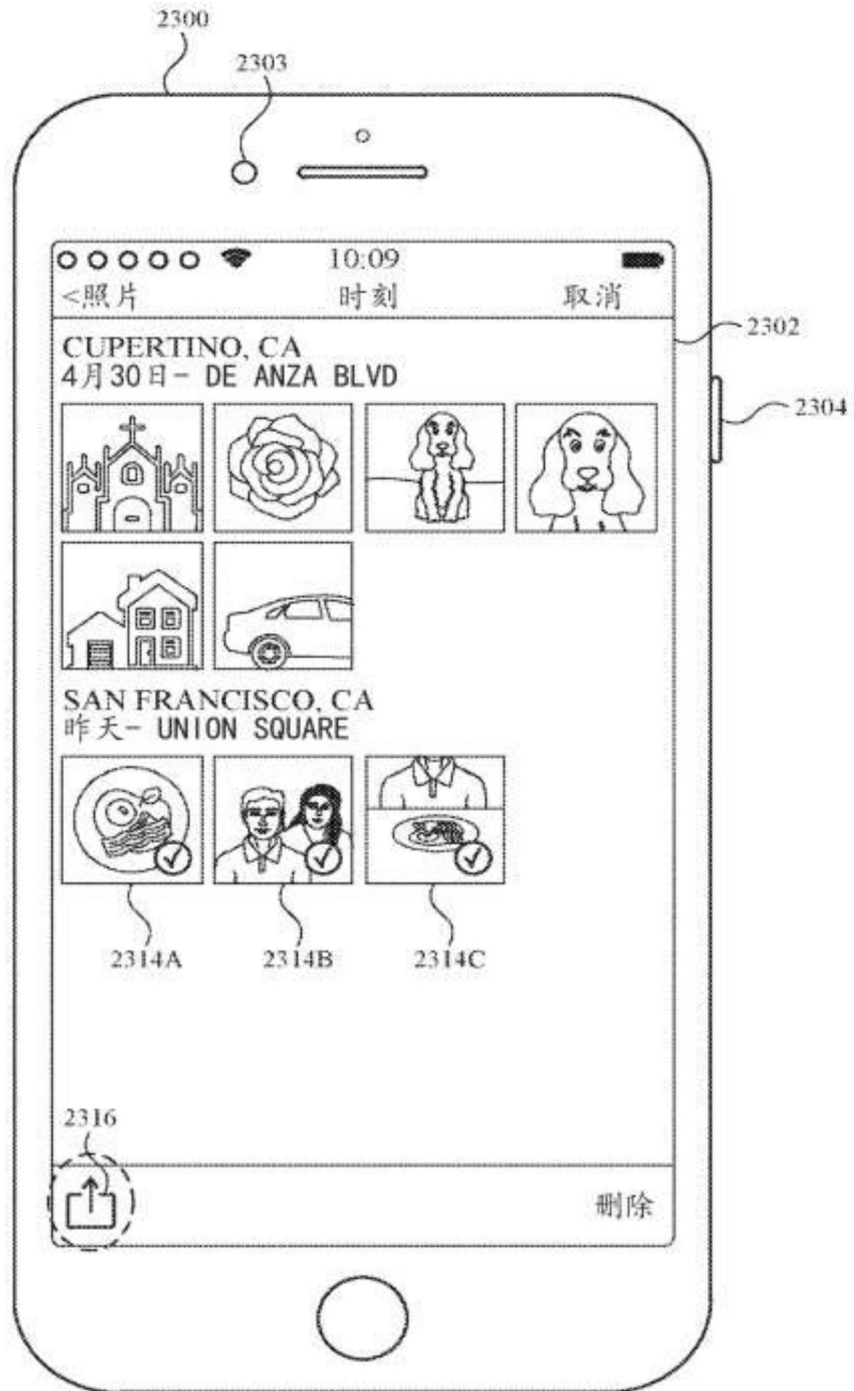 2300
2303
10:09
<照片 时刻 取消
2302
CUPERTINO, CA
4月30日- DE ANZA BLVD
2304
SAN FRANCISCO, CA
昨天- UNION SQUARE
2314A 2314B 2314C
2316
删除